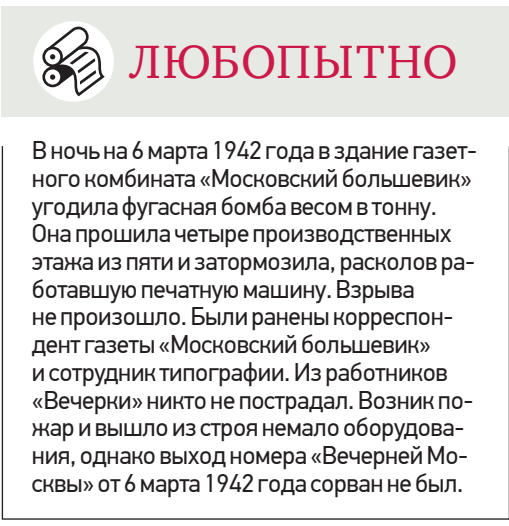 ЛЮБОПЫТНО
В ночь на 6 марта 1942 года в здание газет-
ного комбината «Московский большевик»
угодила фугасная бомба весом в тонну.
Она прошила четыре производственных
этажа из пяти и затормозила, расколов ра-
ботавшую печатную машину. Взрыва
не произошло. Были ранены корреспон-
дент газеты «Московский большевик»
и сотрудник типографии. Из работников
«Вечерки» никто не пострадал. Возник по-
жар и вышло из строя немало оборудова-
ния, однако выход номера «Вечерней Мо-
сквы» от 6 марта 1942 года сорван не был.